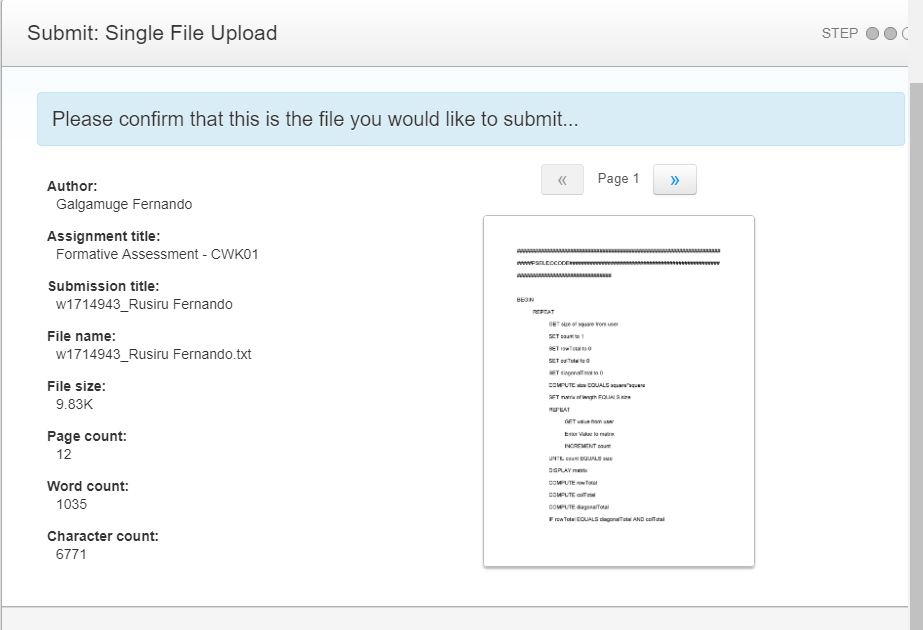 Submit: Single File Upload
STEP
Please confirm that this is the file you would like to submit...
Author:
Galgamuge Fernando
Assignment title:
Formative Assessment - CWK01
Submission title:
w1714943_Rusiru Fernando
File name:
w1714943_Rusiru Fernando.txt
File size:
9.83K
Page count:
12
Word count:
1035
Character count:
6771
« Page 1 »
BEGIN
REPEAT
GET size of square from user
SET count to 1
SET rowTotal to 0
SET colTotal to 0
SET diagonalTotal to 0
COMPUTE size EQUALS square*square
SET matrix of length EQUALS size
REPEAT
GET value from user
Enter Value to matrix
INCREMENT count
UNTIL count EQUALS size
DISPLAY matrix
COMPUTE rowTotal
COMPUTE colTotal
COMPUTE diagonalTotal
IF rowTotal EQUALS diagonalTotal AND colTotal